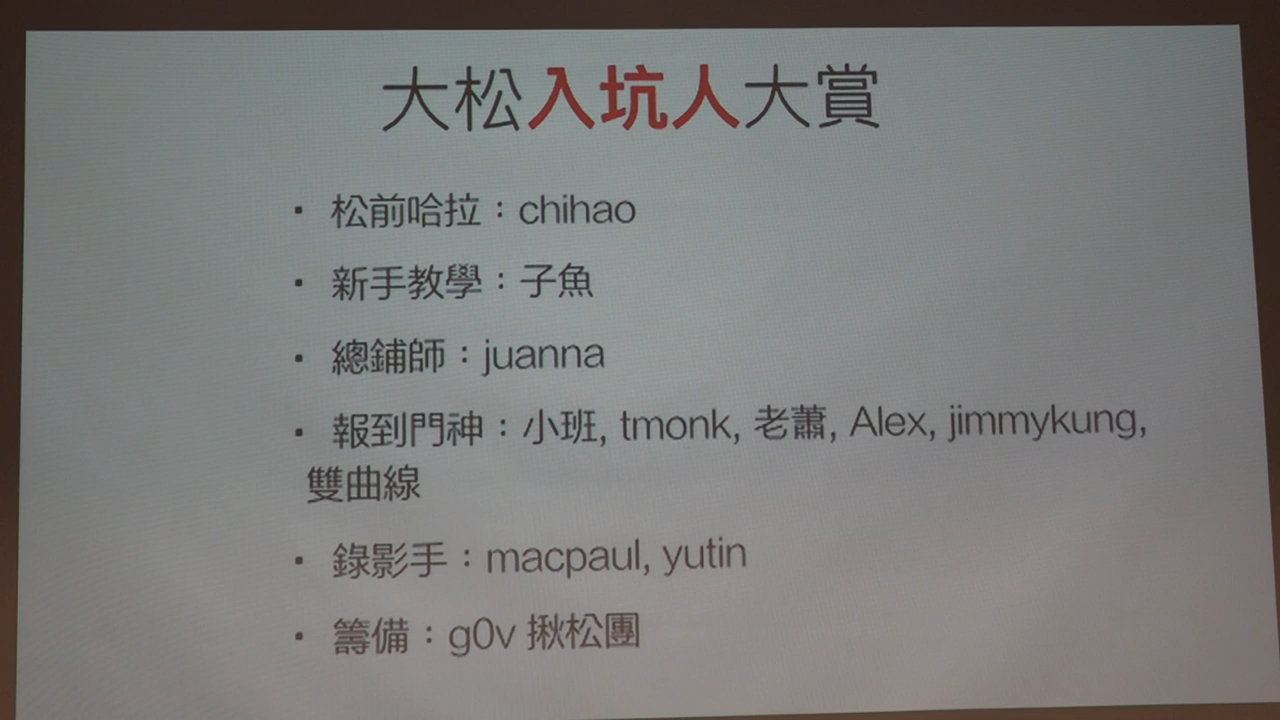 大松入坑人大賞
▪ 松前哈拉：chihao
▪ 新手教學：子魚
▪ 總鋪師：juanna
▪ 報到門神：小班, tmonk, 老蕭, Alex, jimmykung,
雙曲線
▪ 錄影手：macpaul, yutin
▪ 籌備：g0v 揪松團